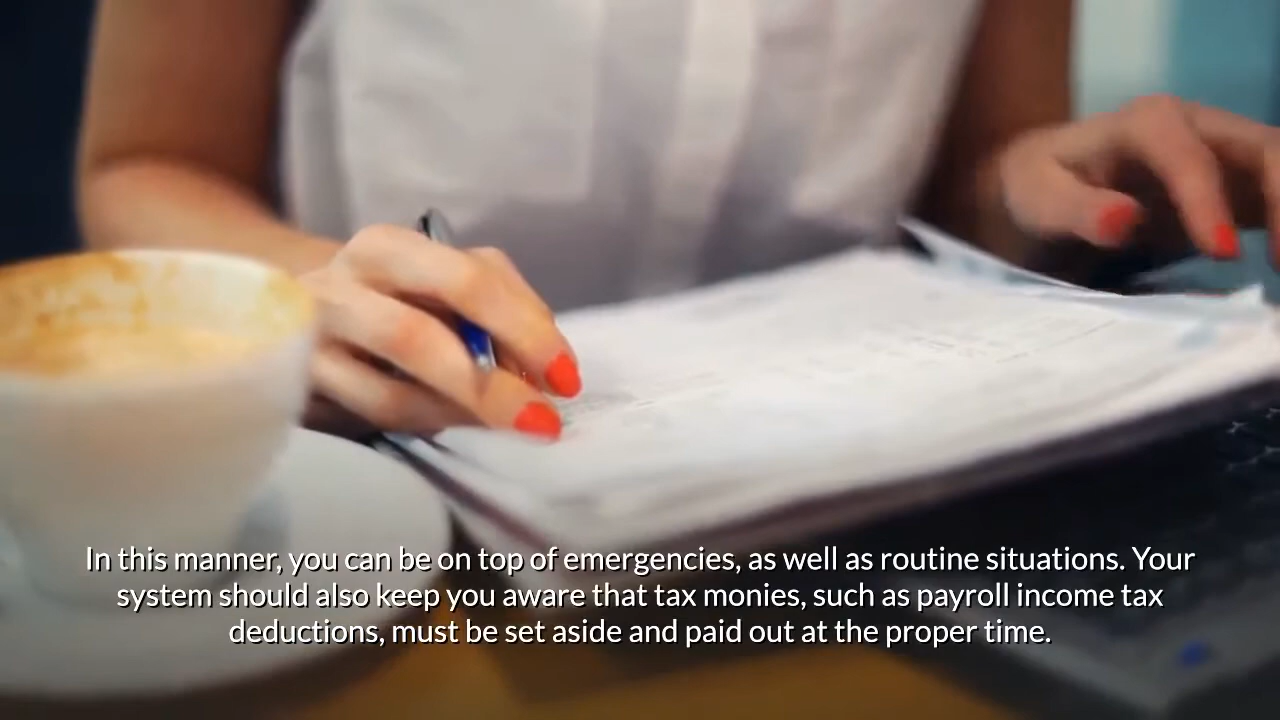 In this manner, you can be on top of emergencies, as well as routine situations. Your
system should also keep you aware that tax monies, such as payroll income tax
deductions, must be set aside and paid out at the proper time.